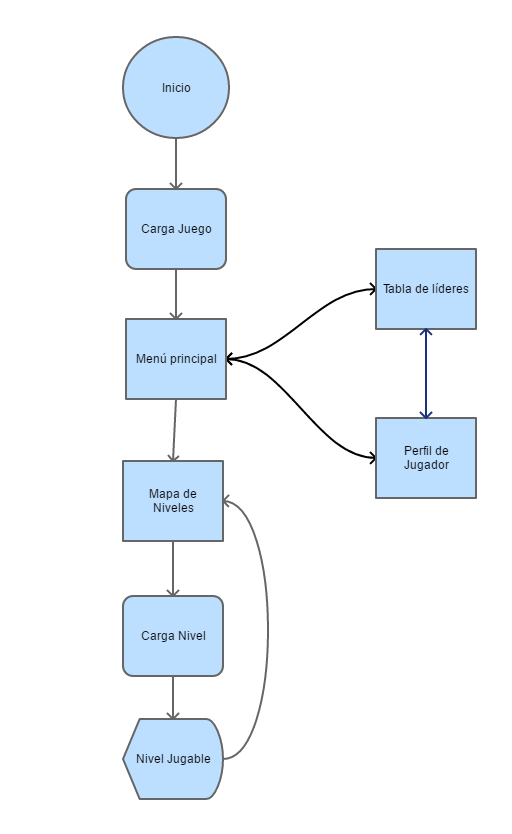 Inicio
Carga Juego
Menú principal
Tabla de líderes
Perfil de
Jugador
Mapa de
Niveles
Carga Nivel
Nivel Jugable